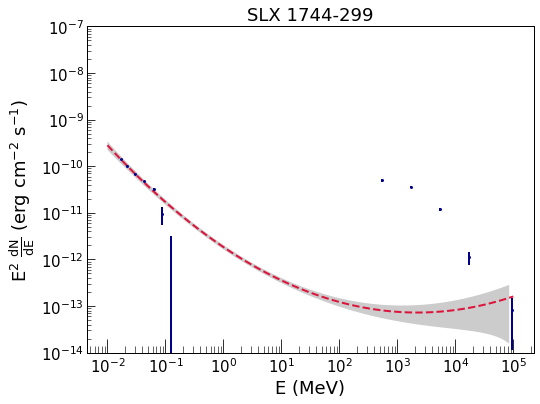 SLX 1744-299
E² dN/dE (erg cm⁻² s⁻¹)
10⁻⁷
10⁻⁸
10⁻⁹
10⁻¹⁰
10⁻¹¹
10⁻¹²
10⁻¹³
10⁻¹⁴
10⁻² 10⁻¹ 10⁰ 10¹ 10² 10³ 10⁴ 10⁵
E (MeV)